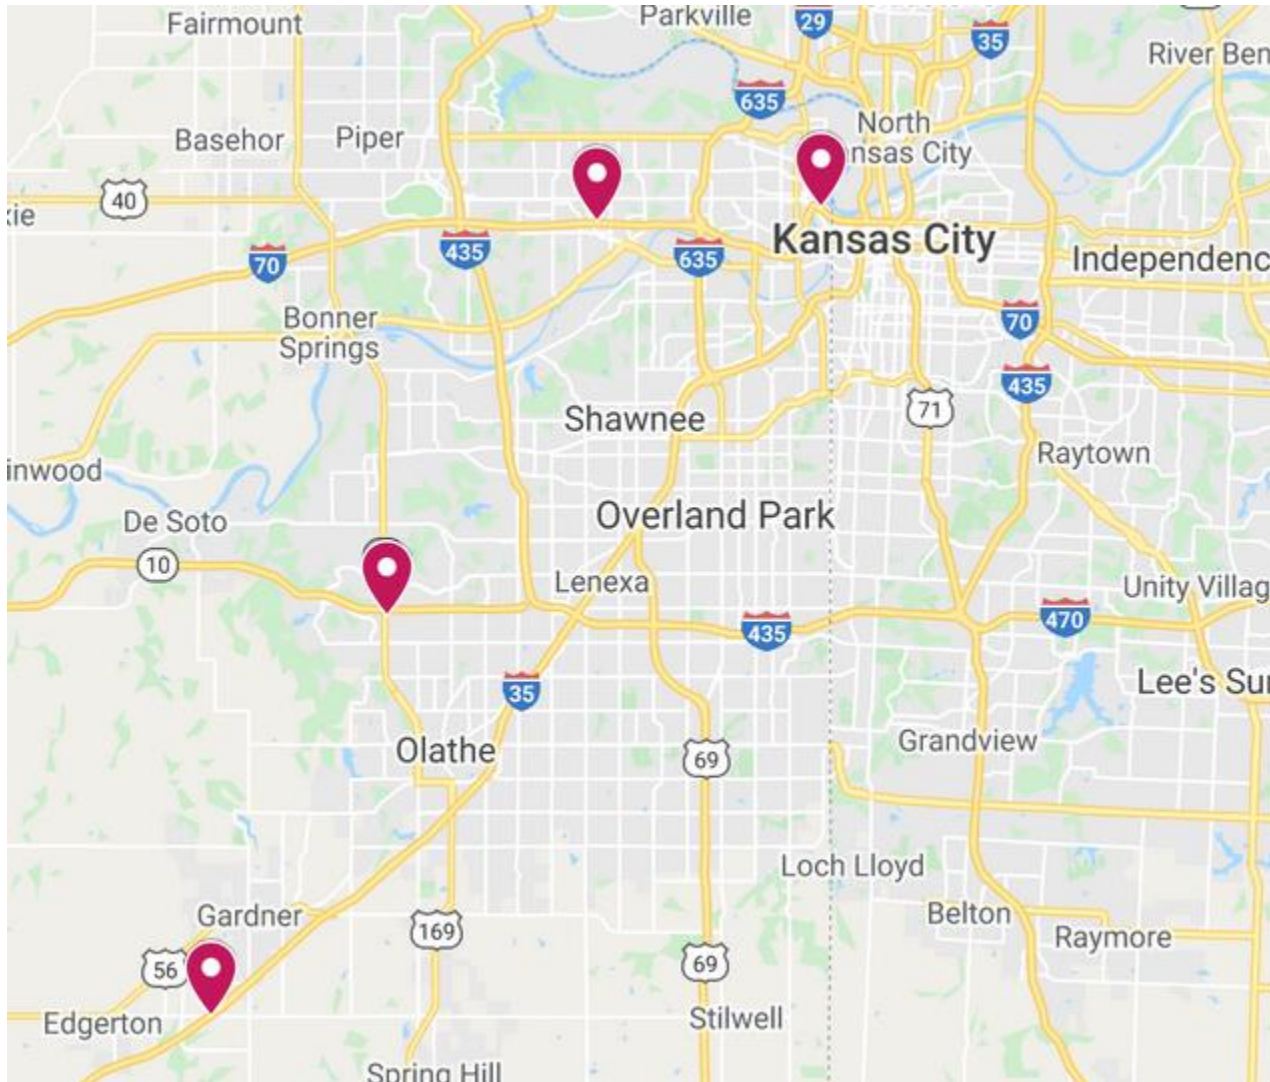 Parkville
29
Fairmount
35
River Ben
635
North
nsas City
Basehor
Piper
40
kie
Kansas City
435
70
635
Independenc
Bonner
Springs
70
435
71
Shawnee
Raytown
inwood
De Soto
Overland Park
10
Lenexa
Unity Villag
435
470
35
Lee's Su
Olathe
69
Grandview
Loch Lloyd
Gardner
Belton
169
Raymore
56
69
Edgerton
Stilwell
Spring Hill